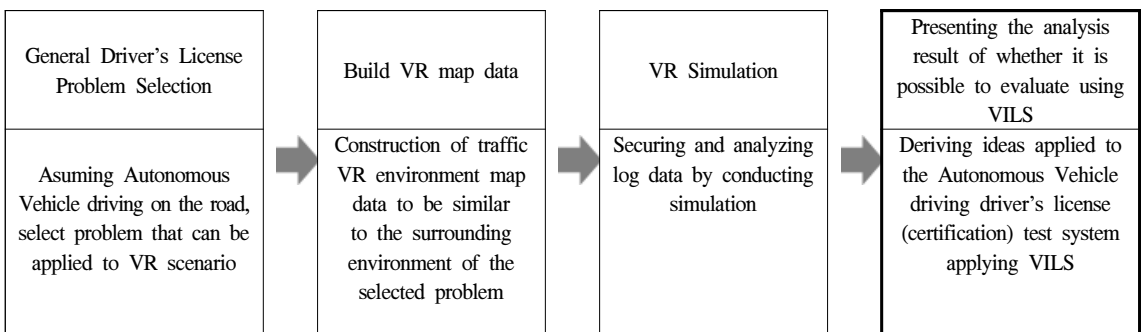 General Driver's License
Problem Selection
Asuming Autonomous
Vehicle driving on the road,
select problem that can be
applied to VR scenario
Build VR map data
Construction of traffic
VR environment map
data to be similar
to the surrounding
environment of the
selected problem
VR Simulation
Securing and analyzing
log data by conducting
simulation
Presenting the analysis
result of whether it is
possible to evaluate using
VILS
Deriving ideas applied to
the Autonomous Vehicle
driving driver's license
(certification) test system
applying VILS